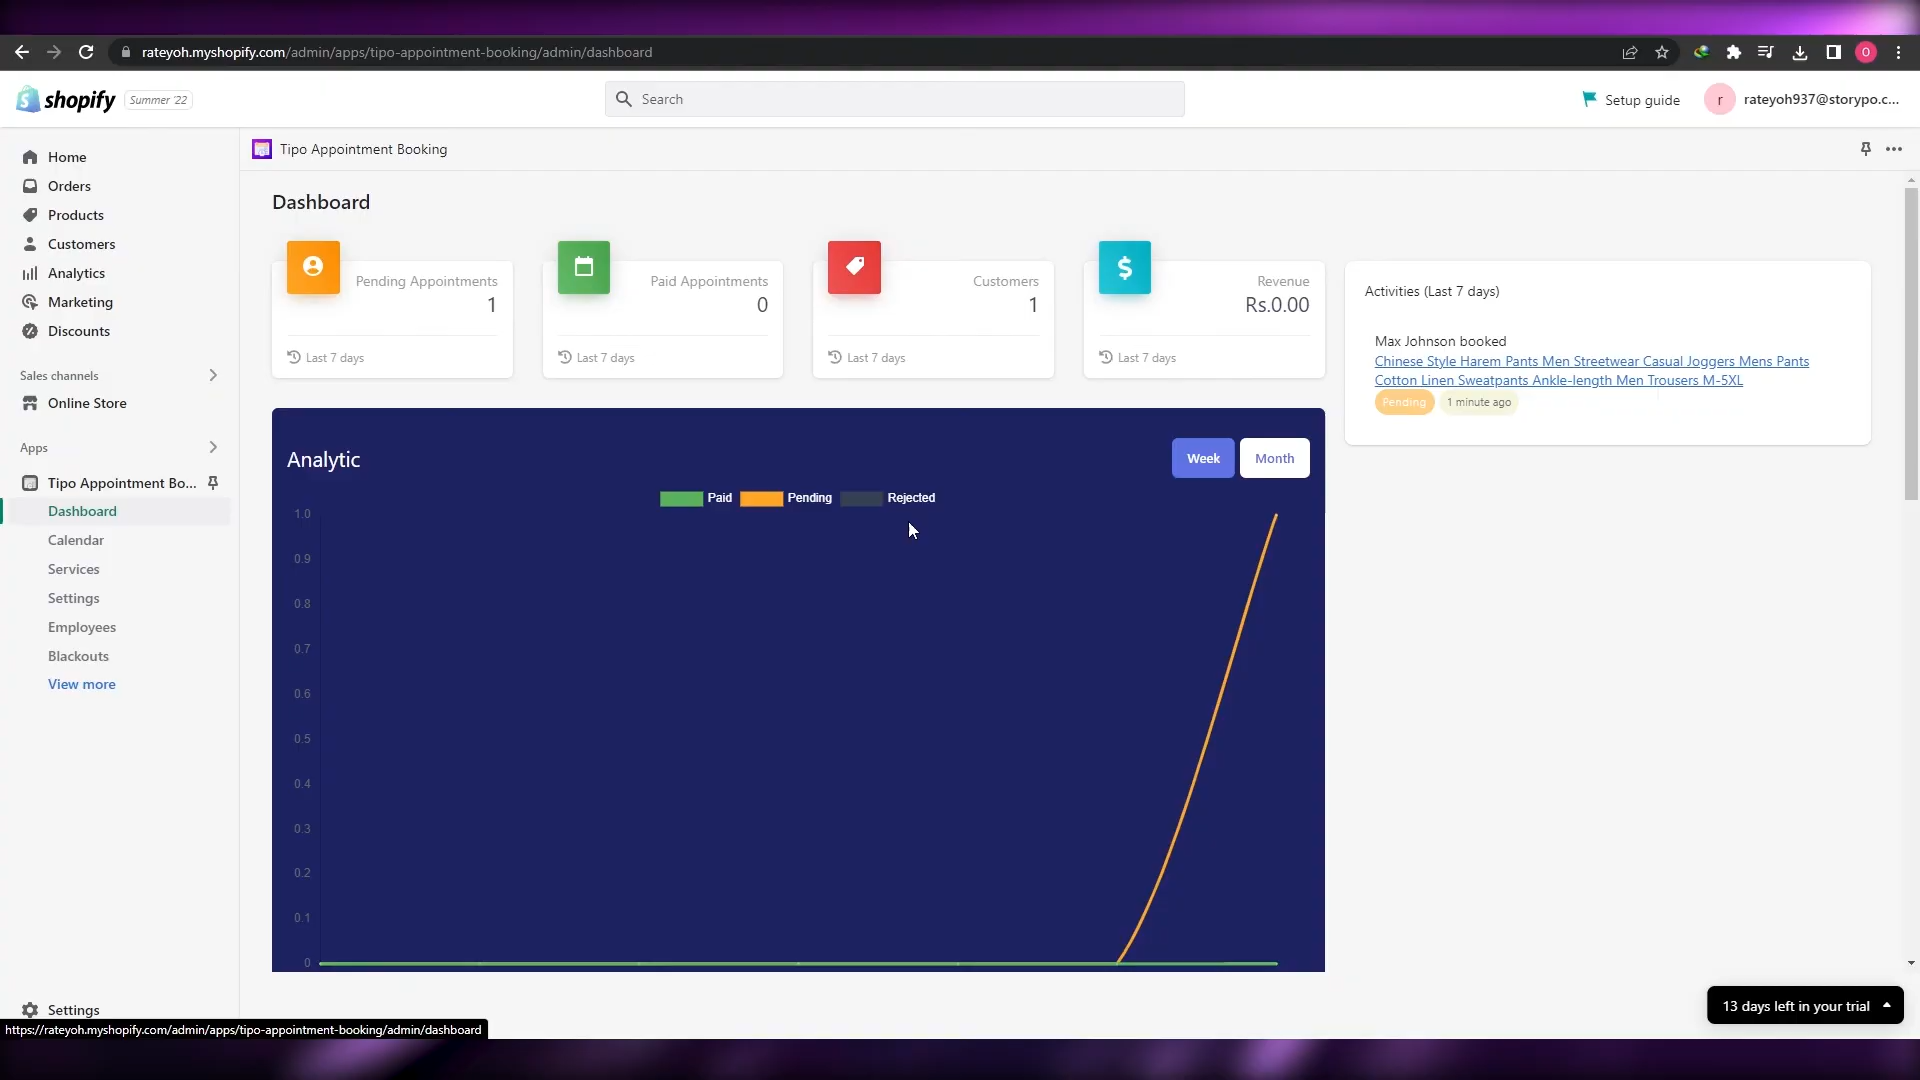 rateyoh.myshopify.com/admin/apps/tipo-appointment-booking/admin/dashboard
O
shopify Summer '22
Search
Setup guide
r
rateyoh937@storypo.c...
Home
Orders
Products
Customers
Analytics
Marketing
Discounts
Sales channels
Online Store
Apps
Tipo Appointment Bo...
Dashboard
Calendar
Services
Settings
Employees
Blackouts
View more
Settings
Tipo Appointment Booking
Dashboard
Pending Appointments
1
Last 7 days
Paid Appointments
0
Last 7 days
Customers
1
Last 7 days
Revenue
Rs.0.00
Last 7 days
Activities (Last 7 days)
Max Johnson booked
Chinese Style Harem Pants Men Streetwear Casual Joggers Mens Pants
Cotton Linen Sweatpants Ankle-length Men Trousers M-5XL
Pending 1 minute ago
Analytic
Week Month
Paid Pending Rejected
1.0
0.9
0.8
0.7
0.6
0.5
0.4
0.3
0.2
0.1
0
13 days left in your trial
https://rateyoh.myshopify.com/admin/apps/tipo-appointment-booking/admin/dashboard